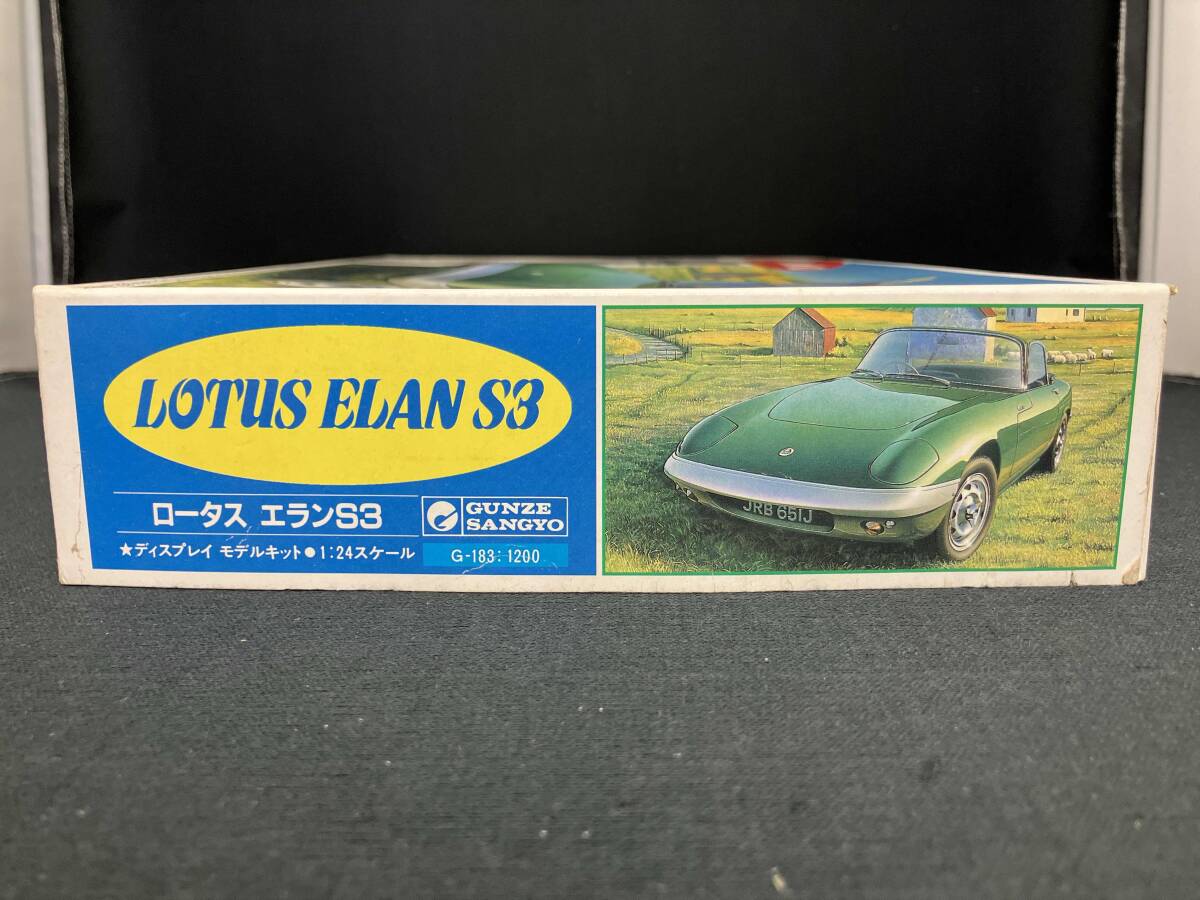 LOTUS ELAN S3
ロータス エランS3
GUNZE
SANGYO
★ディスプレイ モデルキット●1:24スケール
G-183:1200
JRB 651J